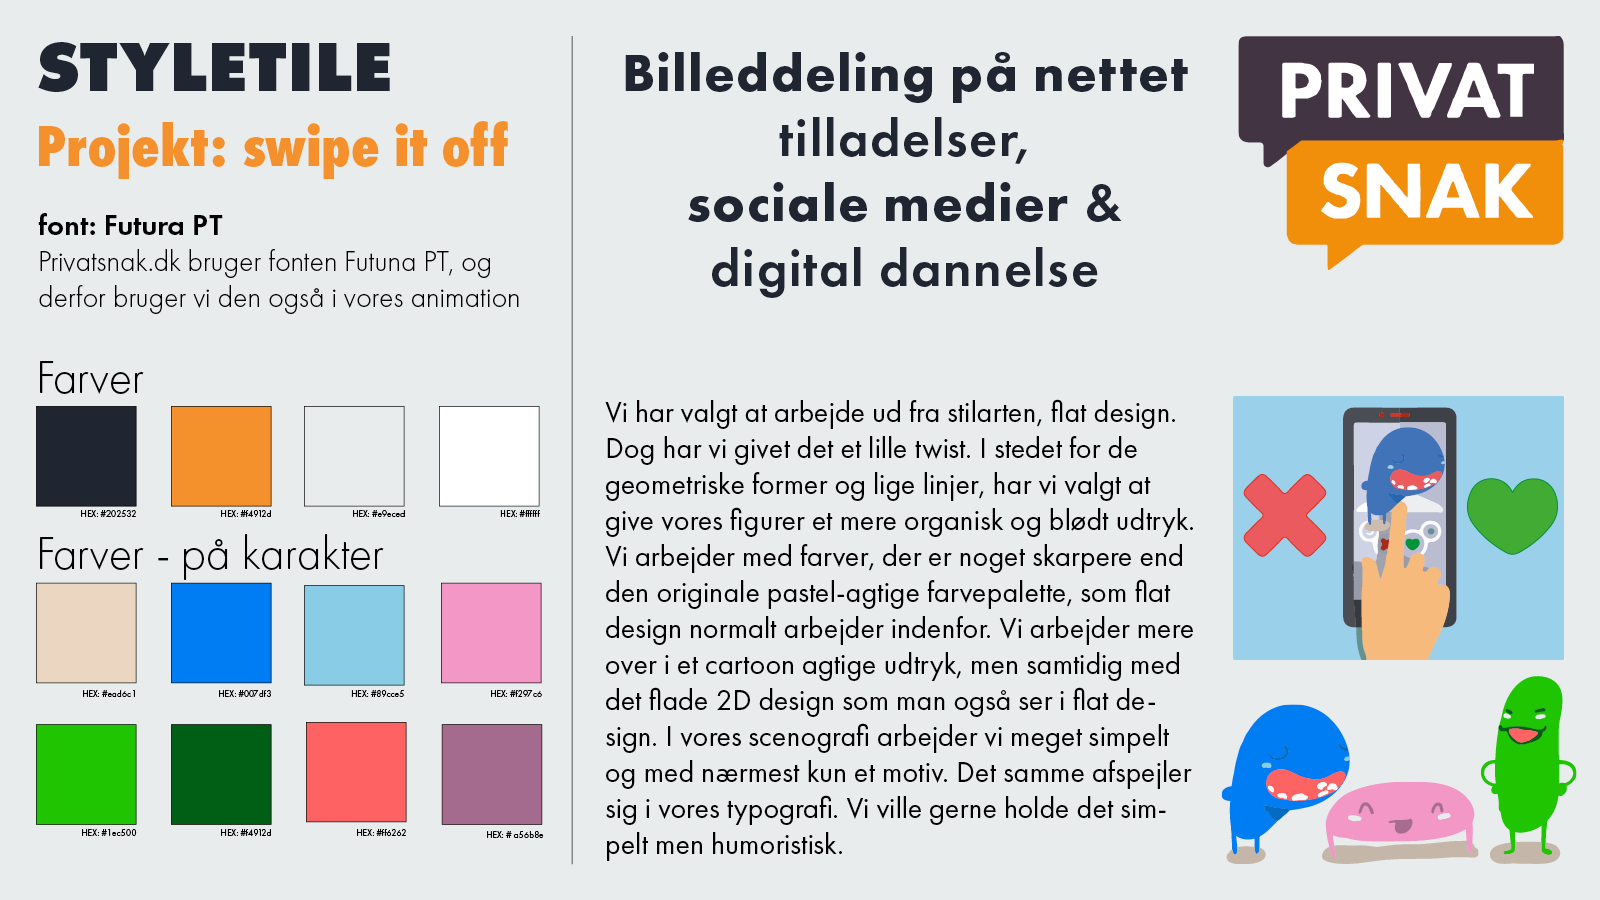 STYLETILE
Projekt: swipe it off
font: Futura PT
Privatsnak.dk bruger fonten Futuna PT, og
derfor bruger vi den også i vores animation
Farver
HEX: #202532
HEX: #f4912d
HEX: #e9eced
HEX: #ffffff
Farver - på karakter
HEX: #ead6c1
HEX: #007df3
HEX: #89cce5
HEX: #f297c6
HEX: #1ec500
HEX: #f4912d
HEX: #ff6262
HEX: # a56b8e
Billeddeling på nettet
tilladelser,
sociale medier &
digital dannelse
Vi har valgt at arbejde ud fra stilarten, flat design.
Dog har vi givet det et lille twist. I stedet for de
geometriske former og lige linjer, har vi valgt at
give vores figurer et mere organisk og blødt udtryk.
Vi arbejder med farver, der er noget skarpere end
den originale pastel-agtige farvepalette, som flat
design normalt arbejder indenfor. Vi arbejder mere
over i et cartoon agtige udtryk, men samtidig med
det flade 2D design som man også ser i flat de-
sign. I vores scenografi arbejder vi meget simpelt
og med nærmest kun et motiv. Det samme afspejler
sig i vores typografi. Vi ville gerne holde det sim-
pelt men humoristisk.
PRIVAT
SNAK